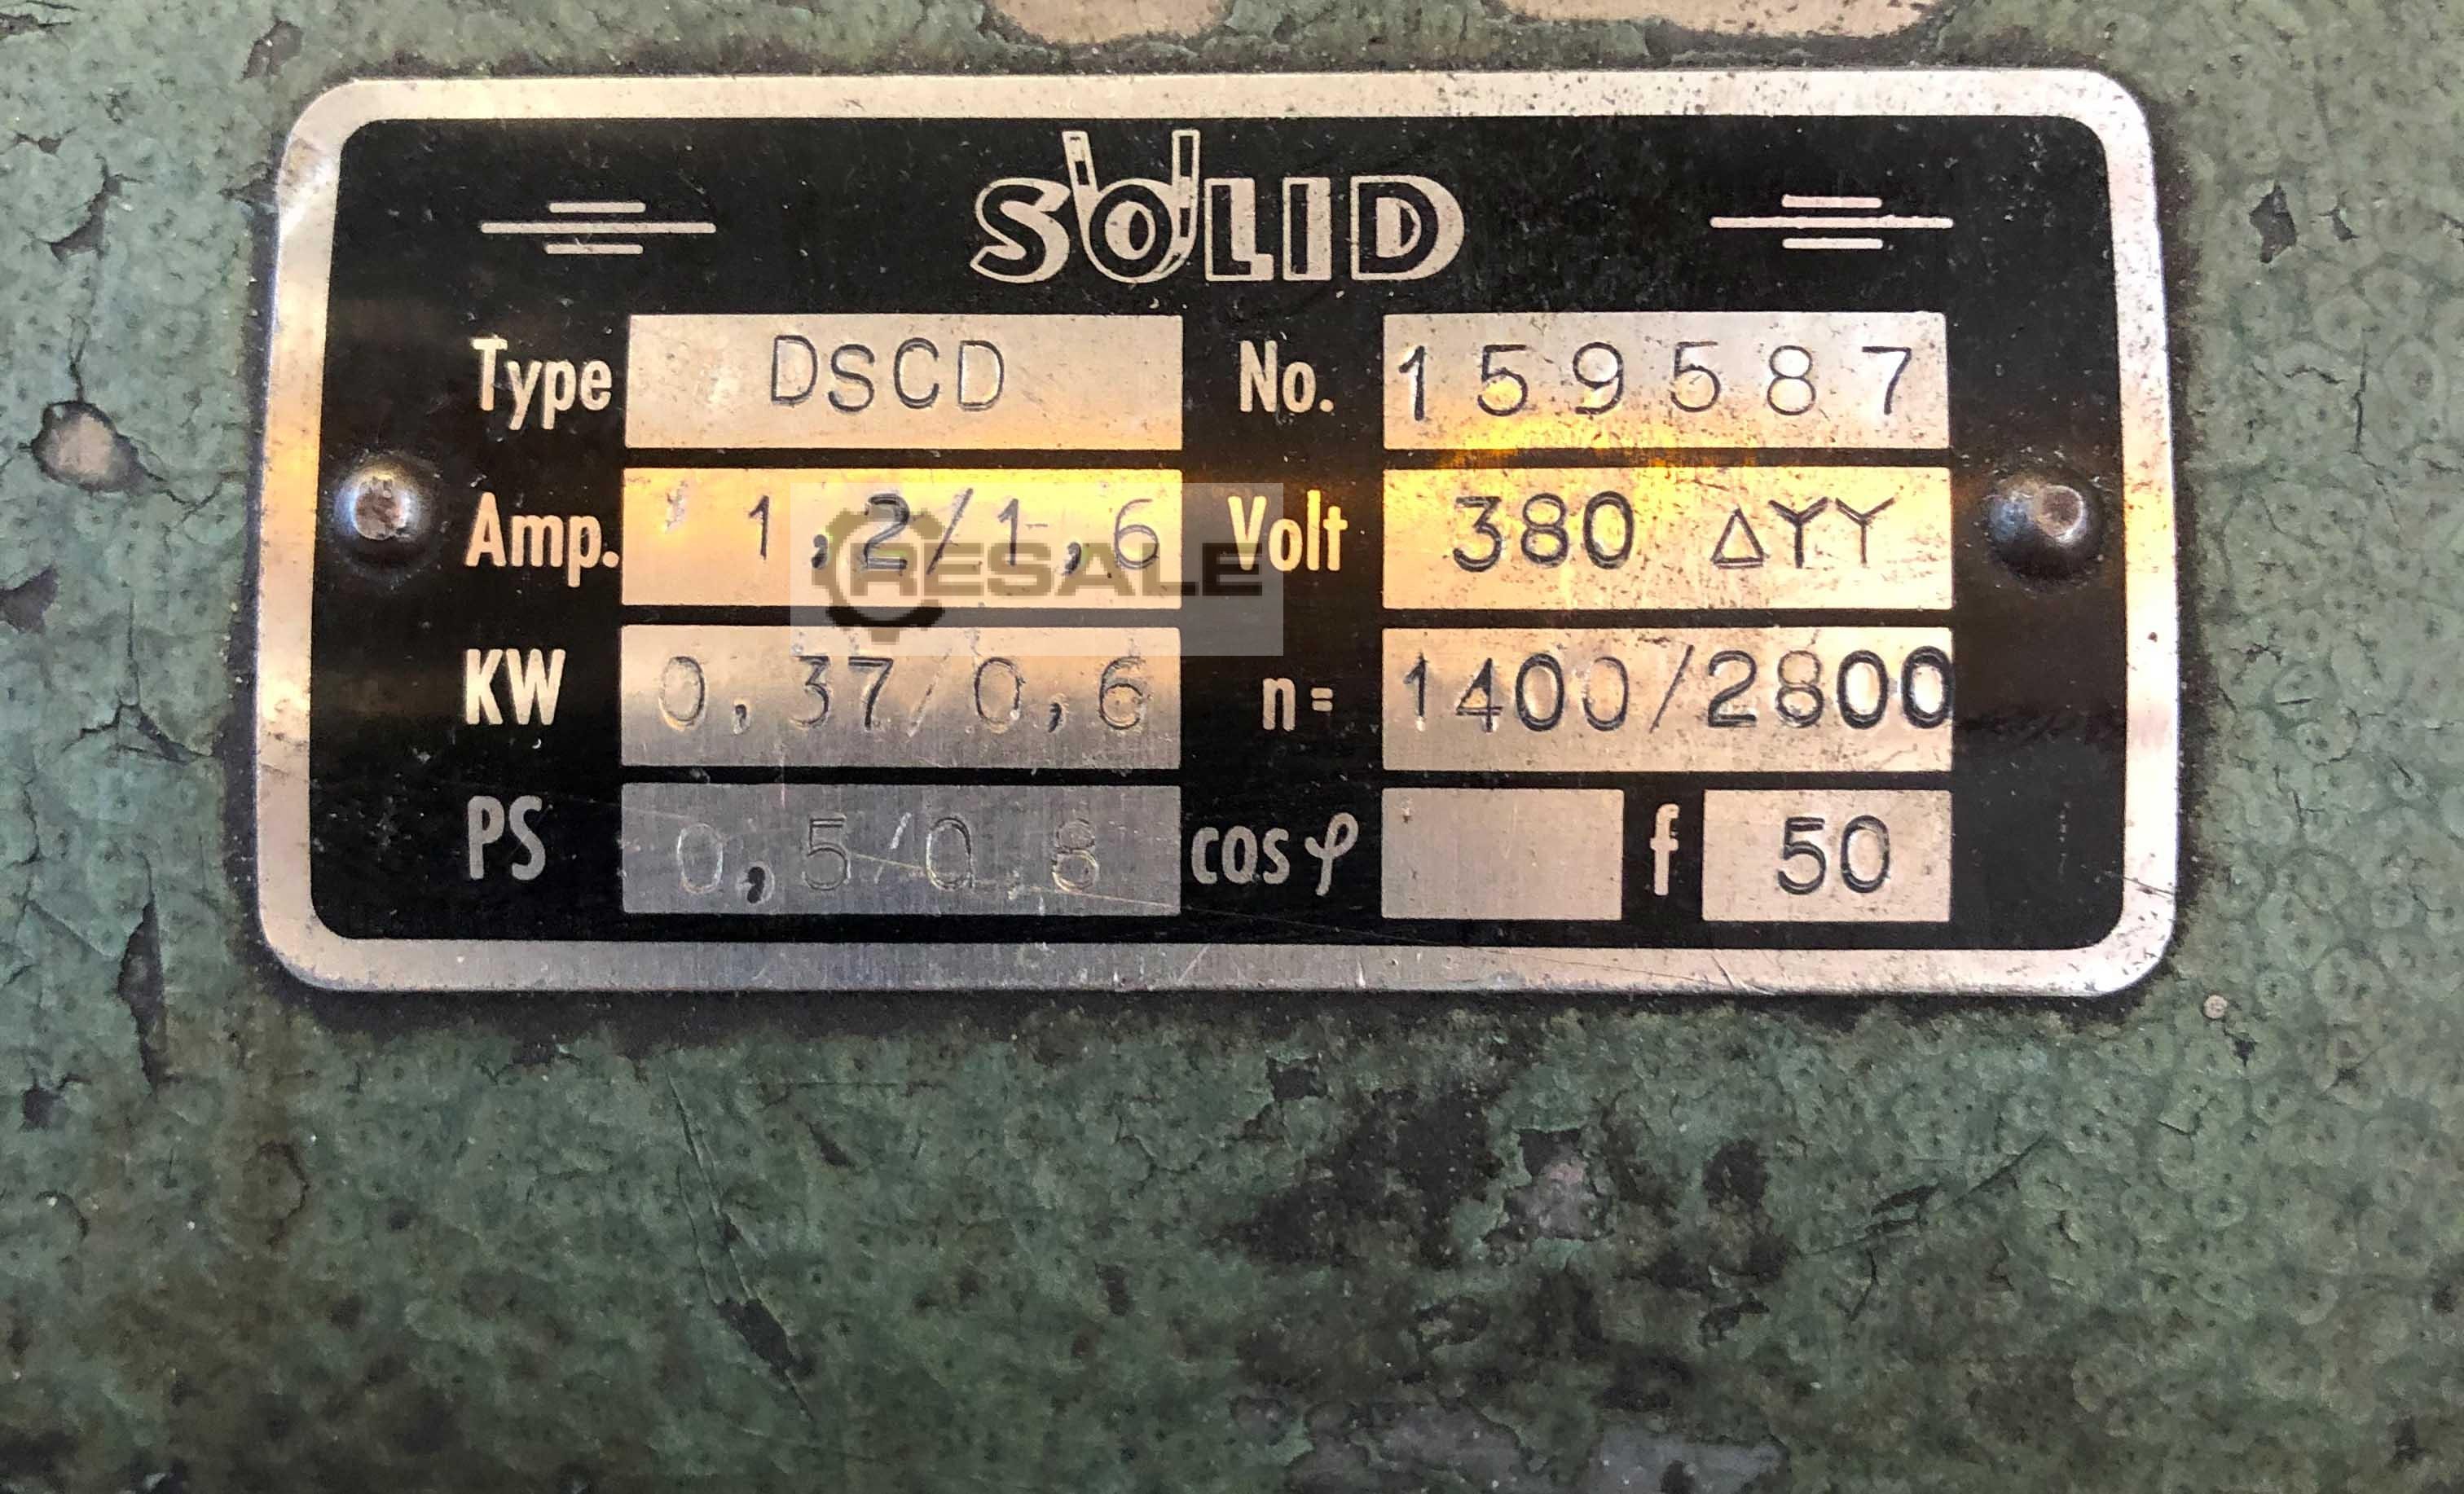 SOLID
Type DSCD No. 159587
Amp. 1,2/1,6 Volt 380 ΔYY
RESALE
KW 0,37/0,6 n= 1400/2800
PS 0,5/0,8 cos φ f 50